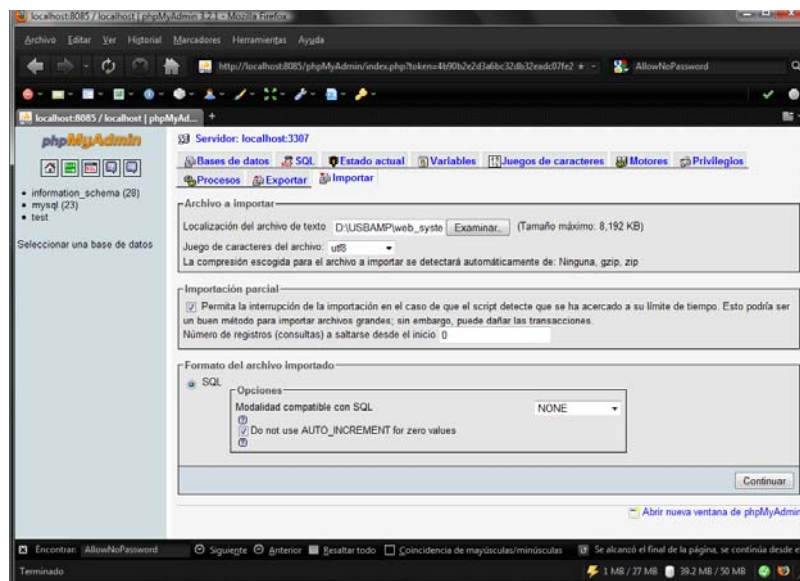 localhost:8085 / localhost | phpMyAdmin 3.2.1 - Mozilla Firefox
Archivo Editar Ver Historial Marcadores Herramientas Ayuda
http://localhost:8085/phpMyAdmin/index.php?token=4b90b2e2d3a6bc32db32eadc07fe2
AllowNoPassword
localhost:8085 / localhost | phpMyAd...
phpMyAdmin
information_schema (28)
mysql (23)
test
Seleccionar una base de datos
Servidor: localhost:3307
Bases de datos SQL Estado actual Variables Juegos de caracteres Motores Privilegios
Procesos Exportar Importar
Archivo a importar
Localización del archivo de texto D:\USBAMP\web_syste Examinar... (Tamaño máximo: 8,192 KB)
Juego de caracteres del archivo: utf8
La compresión escogida para el archivo a importar se detectará automáticamente de: Ninguna, gzip, zip
Importación parcial
Permita la interrupción de la importación en el caso de que el script detecte que se ha acercado a su límite de tiempo. Esto podría ser
un buen método para importar archivos grandes; sin embargo, puede dañar las transacciones.
Número de registros (consultas) a saltarse desde el inicio 0
Formato del archivo importado
SQL
Opciones
Modalidad compatible con SQL NONE
Do not use AUTO_INCREMENT for zero values
Continuar
Abrir nueva ventana de phpMyAdmin
Encontrar: AllowNoPassword Siguiente Anterior Resaltar todo Coincidencia de mayúsculas/minúsculas Se alcanzó el final de la página, se continúa desde e
Terminado 1 MB / 27 MB 39.2 MB / 50 MB